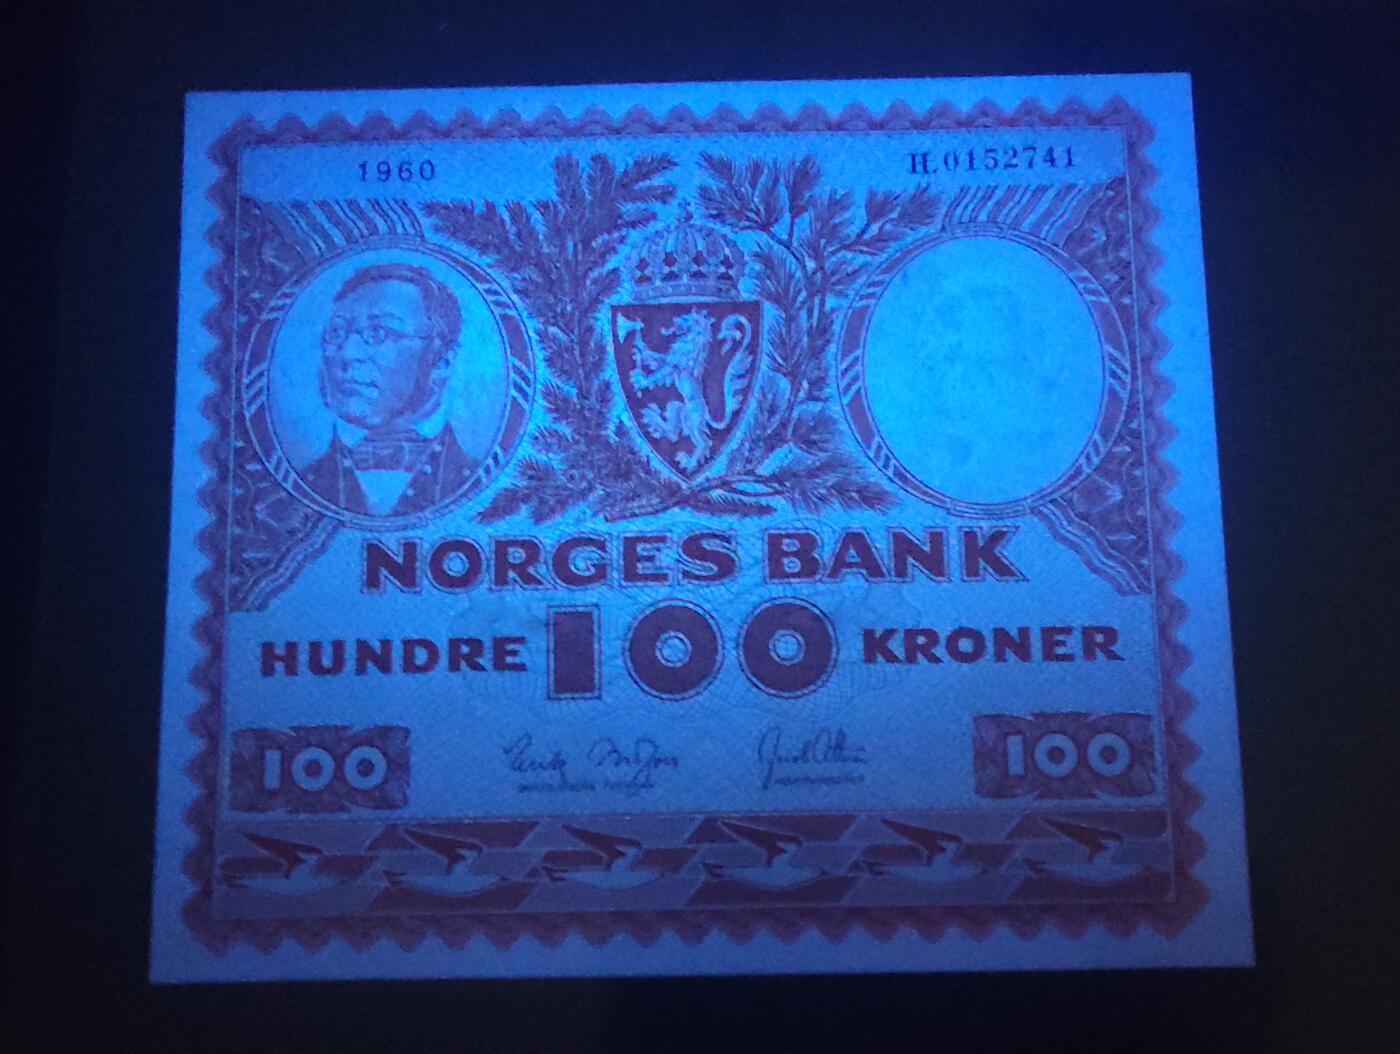 1960
H.0152741
NORGES BANK
HUNDRE 100 KRONER
100
100